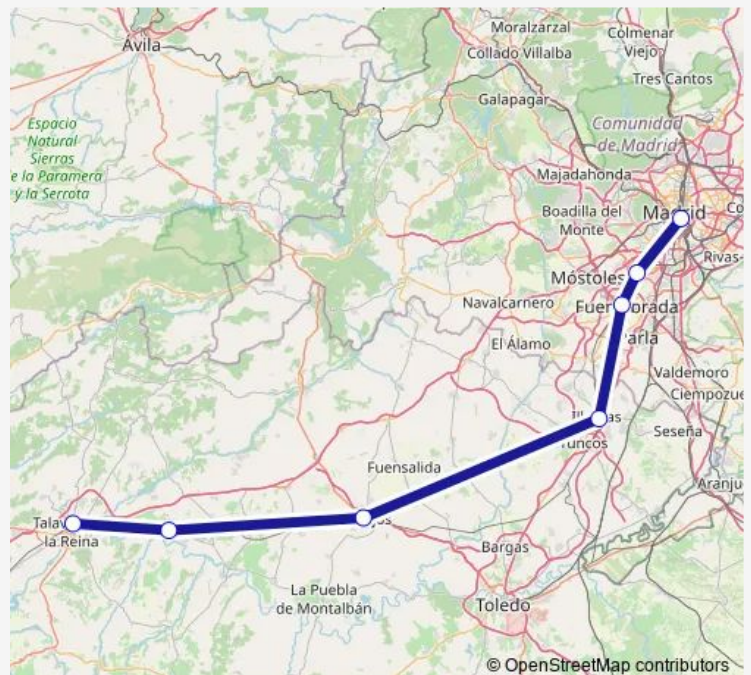 Ávila
Moralzarzal
Colmenar
Viejo
Collado Villalba
Tres Cantos
Galapagar
Espacio
Natural
Sierras
e la Paramera
y la Serrota
Comunidad
de Madrid
Majadahonda
Boadilla del
Monte
Madrid
Co
Rivas-
Móstoles
Navalcarnero
El Álamo
Valdemoro
Ciempozue
Seseña
Fuensalida
Aranju
la Reina
Bargas
La Puebla
de Montalbán
Toledo
© OpenStreetMap contributors